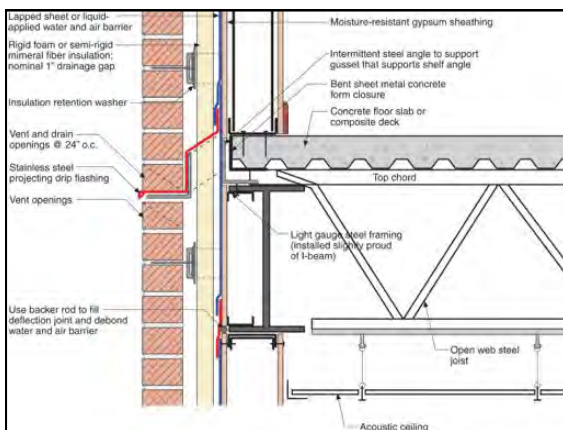 Lapped sheet or liquid-
applied water and air barrier
Rigid foam or semi-rigid
mimeral fiber insulation;
nominal 1" drainage gap
Insulation retention washer
Vent and drain
openings @ 24" o.c.
Stainless steel
projecting drip flashing
Vent openings
Use backer rod to fill
deflection joint and debond
water and air barrier
Moisture-resistant gypsum sheathing
Intermittent steel angle to support
gusset that supports shelf angle
Bent sheet metal concrete
form closure
Concrete floor slab or
composite deck
Top chord
Light gauge steel framing
(installed slightly proud
of I-beam)
Open web steel
joist
Acoustic ceiling